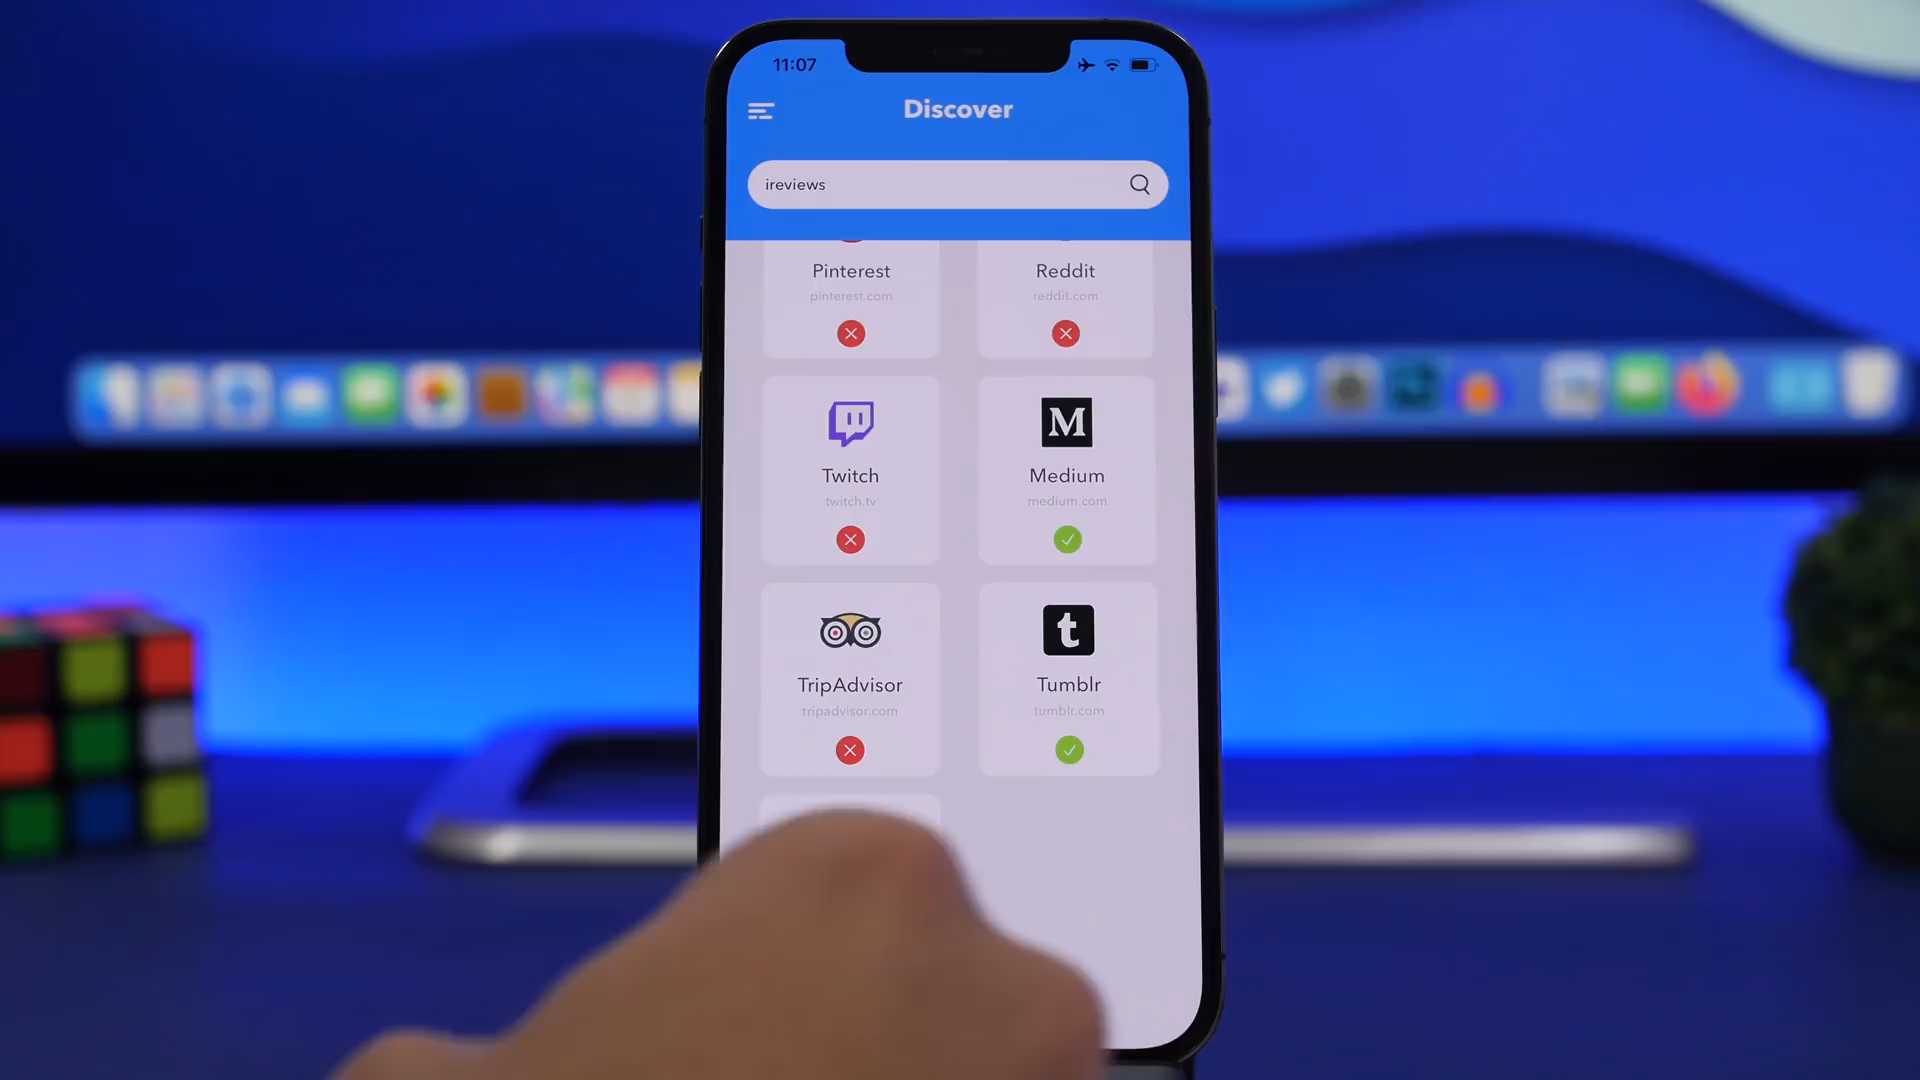 11:07
Discover
ireviews
Pinterest
pinterest.com
Reddit
reddit.com
Twitch
twitch.tv
M
Medium
medium.com
TripAdvisor
tripadvisor.com
t
Tumblr
tumblr.com